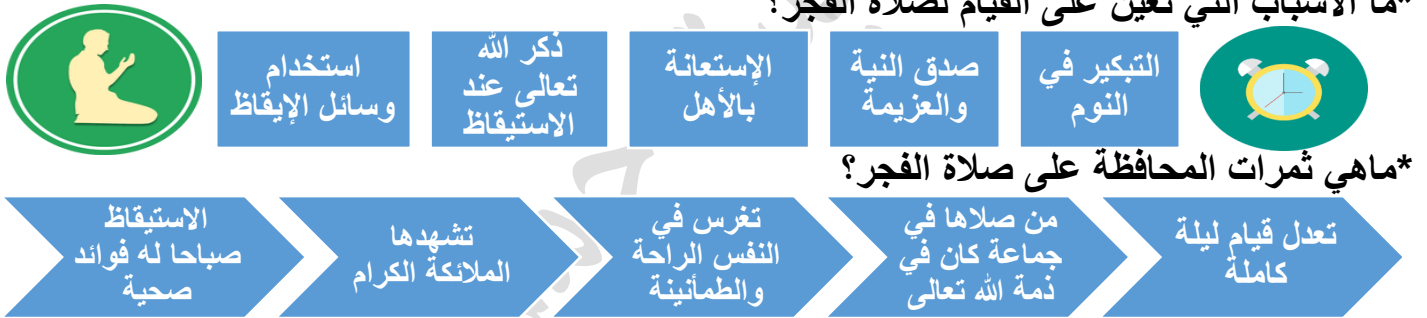 *ما الأسباب التي تعين على القيام لصلاة الفجر؟
التبكير في
النوم
صدق النية
والعزيمة
الإستعانة
بالأهل
ذكر الله
تعالى عند
الاستيقاظ
استخدام
وسائل الإيقاظ
*ماهي ثمرات المحافظة على صلاة الفجر؟
تعدل قيام ليلة
كاملة
من صلاها في
جماعة كان في
ذمة الله تعالى
تغرس في
النفس الراحة
والطمأنينة
تشهدها
الملائكة الكرام
الاستيقاظ
صباحا له فوائد
صحية